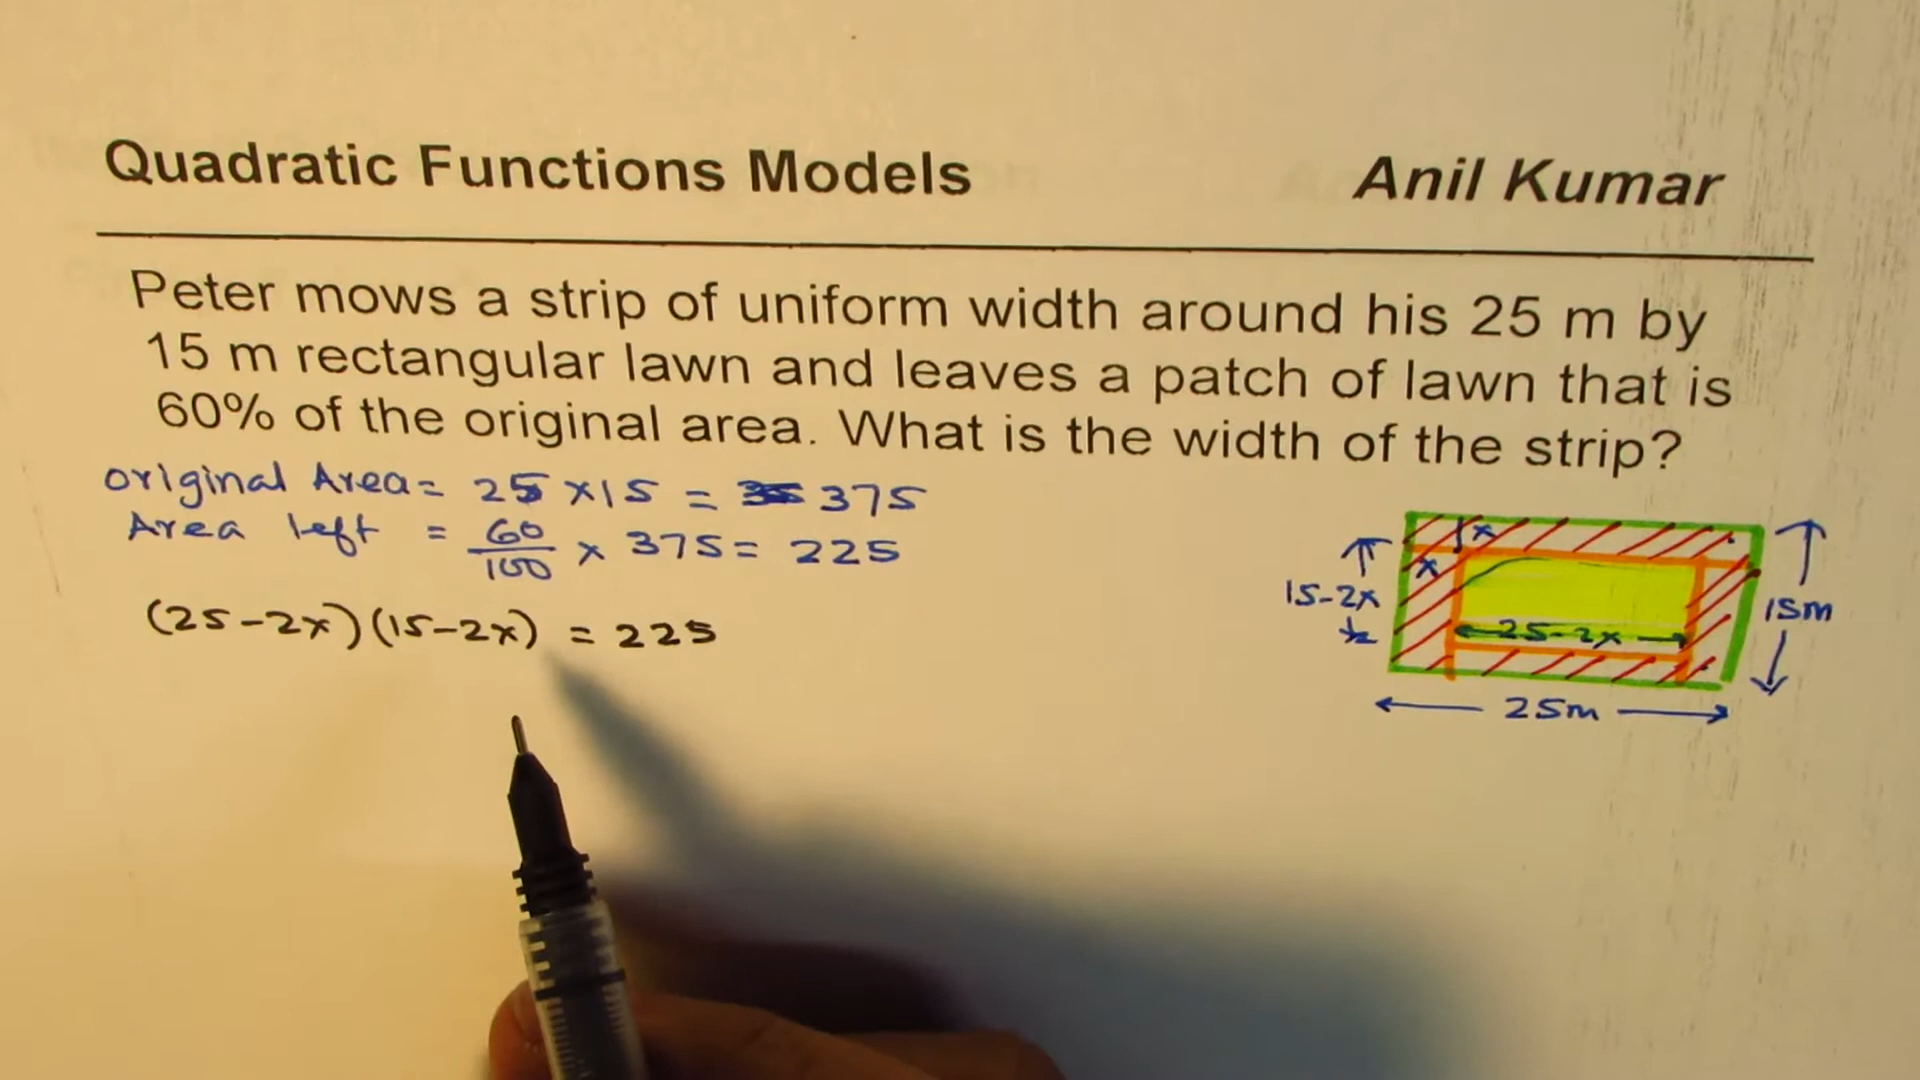 Quadratic Functions Models
Anil Kumar
Peter mows a strip of uniform width around his 25 m by
15 m rectangular lawn and leaves a patch of lawn that is
60% of the original area. What is the width of the strip?
original Area = 25 × 15 = 375
Area left = 60/100 × 375 = 225
(25-2x)(15-2x) = 225
x
x
15-2x
25-2x
15m
25m